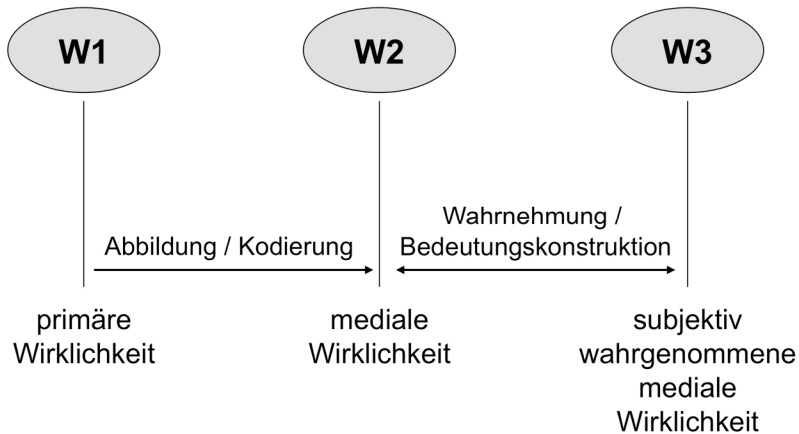 W1
W2
W3
Abbildung / Kodierung
Wahrnehmung /
Bedeutungskonstruktion
primäre
Wirklichkeit
mediale
Wirklichkeit
subjektiv
wahrgenommene
mediale
Wirklichkeit